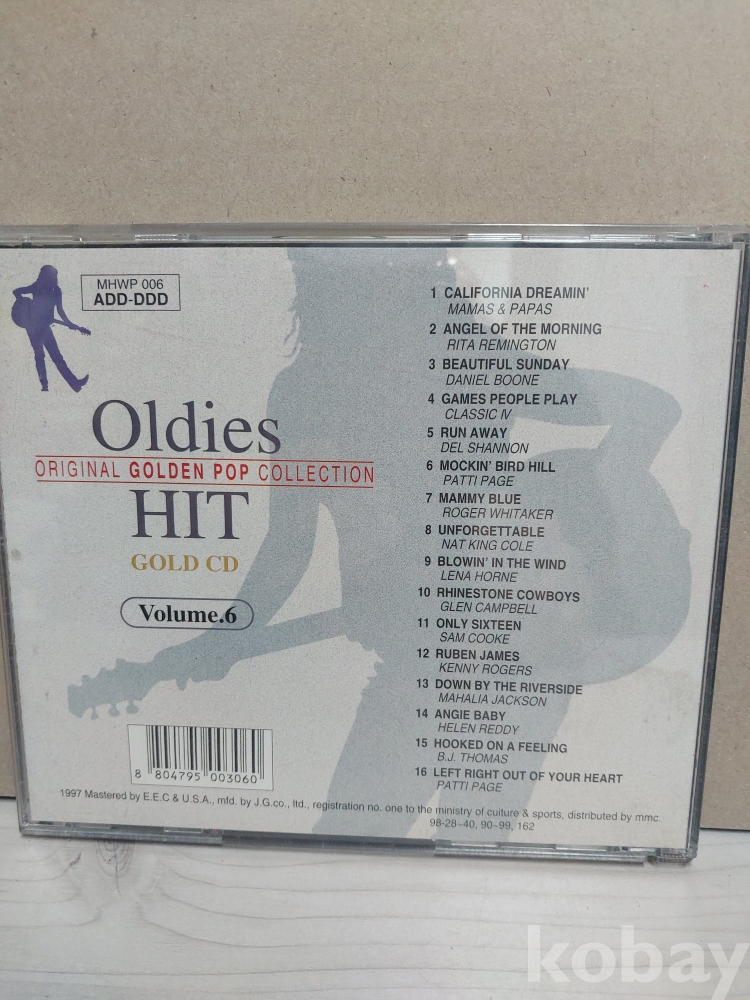 MHWP 006
ADD-DDD
Oldies
ORIGINAL GOLDEN POP COLLECTION
HIT
GOLD CD
Volume.6
1 CALIFORNIA DREAMIN'
MAMAS & PAPAS
2 ANGEL OF THE MORNING
RITA REMINGTON
3 BEAUTIFUL SUNDAY
DANIEL BOONE
4 GAMES PEOPLE PLAY
CLASSIC IV
5 RUN AWAY
DEL SHANNON
6 MOCKIN' BIRD HILL
PATTI PAGE
7 MAMMY BLUE
ROGER WHITAKER
8 UNFORGETTABLE
NAT KING COLE
9 BLOWIN' IN THE WIND
LENA HORNE
10 RHINESTONE COWBOYS
GLEN CAMPBELL
11 ONLY SIXTEEN
SAM COOKE
12 RUBEN JAMES
KENNY ROGERS
13 DOWN BY THE RIVERSIDE
MAHALIA JACKSON
14 ANGIE BABY
HELEN REDDY
15 HOOKED ON A FEELING
B.J. THOMAS
16 LEFT RIGHT OUT OF YOUR HEART
PATTI PAGE
8 804795 003060
1997 Mastered by E.E.C & U.S.A., mfd. by J.G.co., ltd., registration no. one to the ministry of culture & sports, distributed by mmc.
98-28-40, 90-99, 162
kobay